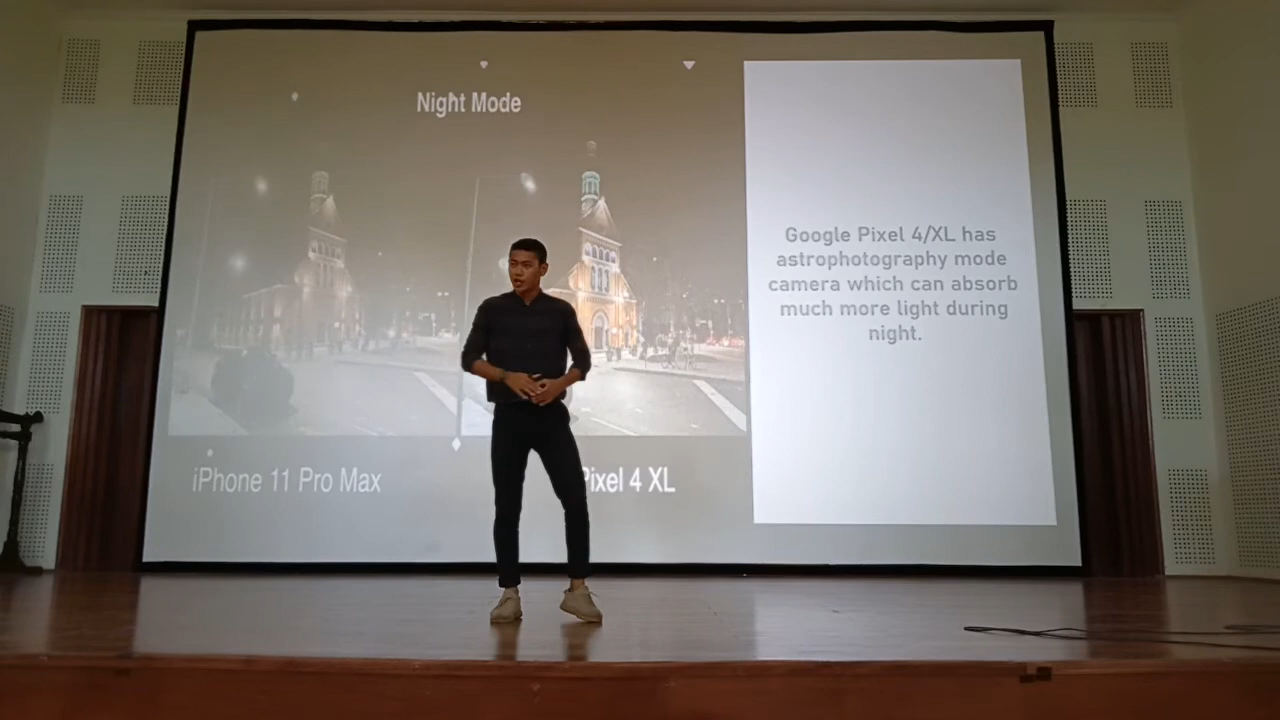 Night Mode
iPhone 11 Pro Max
Pixel 4 XL
Google Pixel 4/XL has
astrophotography mode
camera which can absorb
much more light during
night.